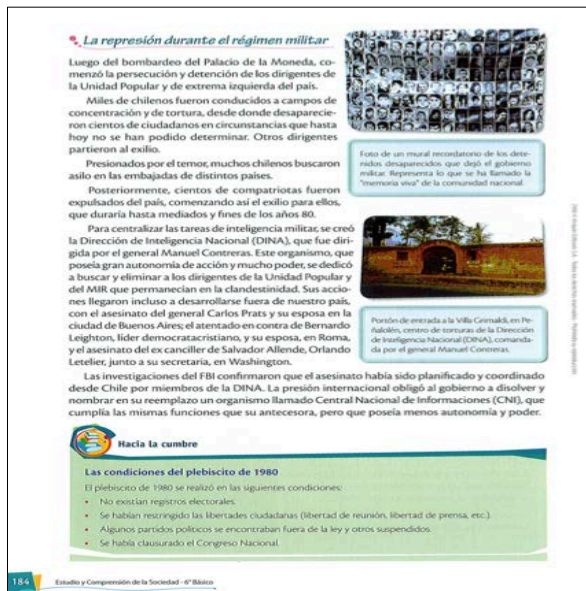 La represión durante el régimen militar
Luego del bombardeo del Palacio de la Moneda, co-
menzó la persecución y detención de los dirigentes de
la Unidad Popular y de extrema izquierda del país.
Miles de chilenos fueron conducidos a campos de
concentración y de tortura, desde donde desaparecie-
ron cientos de ciudadanos en circunstancias que hasta
hoy no se han podido determinar. Otros dirigentes
partieron al exilio.
Presionados por el temor, muchos chilenos buscaron
asilo en las embajadas de distintos países.
Posteriormente, cientos de compatriotas fueron
expulsados del país, comenzando así el exilio para ellos,
que duraría hasta mediados y fines de los años 80.
Para centralizar las tareas de inteligencia militar, se creó
la Dirección de Inteligencia Nacional (DINA), que fue diri-
gida por el general Manuel Contreras. Este organismo, que
poseía gran autonomía de acción y mucho poder, se dedicó
a buscar y eliminar a los dirigentes de la Unidad Popular y
del MIR que permanecían en la clandestinidad. Sus accio-
nes llegaron incluso a desarrollarse fuera de nuestro país,
con el asesinato del general Carlos Prats y su esposa en la
ciudad de Buenos Aires; el atentado en contra de Bernardo
Leighton, líder democratacristiano, y su esposa, en Roma,
y el asesinato del ex canciller de Salvador Allende, Orlando
Letelier, junto a su secretaria, en Washington.
Las investigaciones del FBI confirmaron que el asesinato había sido planificado y coordinado
desde Chile por miembros de la DINA. La presión internacional obligó al gobierno a disolver y
nombrar en su reemplazo un organismo llamado Central Nacional de Informaciones (CNI), que
cumplía las mismas funciones que su antecesora, pero que poseía menos autonomía y poder.
Foto de un mural recordatorio de los dete-
nidos desaparecidos que dejó el gobierno
militar. Representa lo que se ha llamado la
"memoria viva" de la comunidad nacional.
Portón de entrada a la Villa Grimaldi, en Pe-
ñalolén, centro de torturas de la Dirección
de Inteligencia Nacional (DINA), comanda-
da por el general Manuel Contreras.
Hacia la cumbre
Las condiciones del plebiscito de 1980
El plebiscito de 1980 se realizó en las siguientes condiciones:
• No existían registros electorales.
• Se habían restringido las libertades ciudadanas (libertad de reunión, libertad de prensa, etc.)
• Algunos partidos políticos se encontraban fuera de la ley y otros suspendidos.
• Se había clausurado el Congreso Nacional.
184 Estudio y Comprensión de la Sociedad - 6° Básico